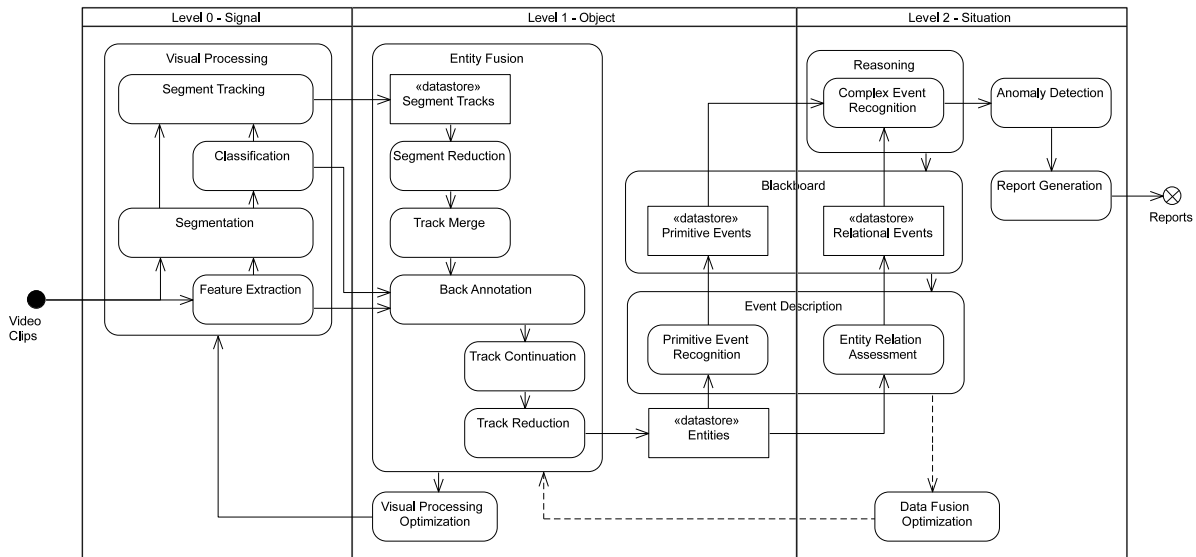 Level 0 - Signal
Level 1 - Object
Level 2 - Situation
Visual Processing
Segment Tracking
Classification
Segmentation
Feature Extraction
Video
Clips
Entity Fusion
«datastore»
Segment Tracks
Segment Reduction
Track Merge
Back Annotation
Track Continuation
Track Reduction
Visual Processing
Optimization
Reasoning
Complex Event
Recognition
Anomaly Detection
Report Generation
Reports
Blackboard
«datastore»
Primitive Events
«datastore»
Relational Events
Event Description
Primitive Event
Recognition
Entity Relation
Assessment
«datastore»
Entities
Data Fusion
Optimization